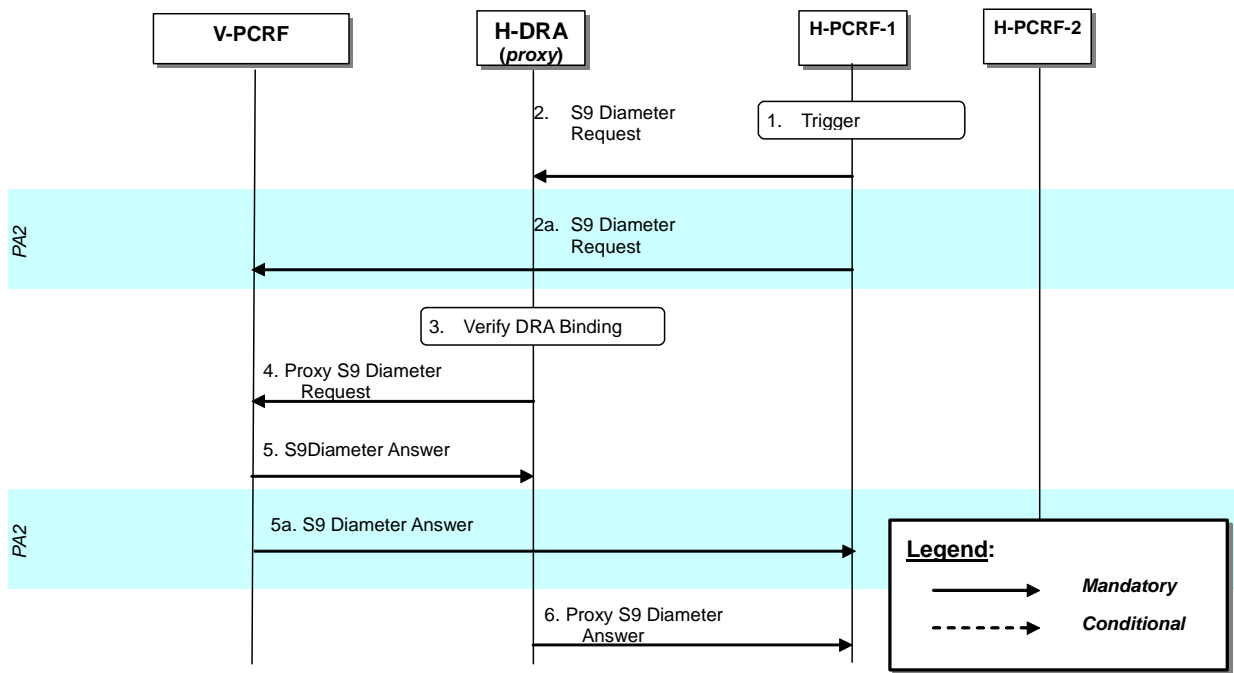 V-PCRF
H-DRA
(proxy)
H-PCRF-1
H-PCRF-2
1. Trigger
2. S9 Diameter
Request
PA2
2a. S9 Diameter
Request
3. Verify DRA Binding
4. Proxy S9 Diameter
Request
5. S9Diameter Answer
PA2
5a. S9 Diameter Answer
6. Proxy S9 Diameter
Answer
Legend:
Mandatory
Conditional